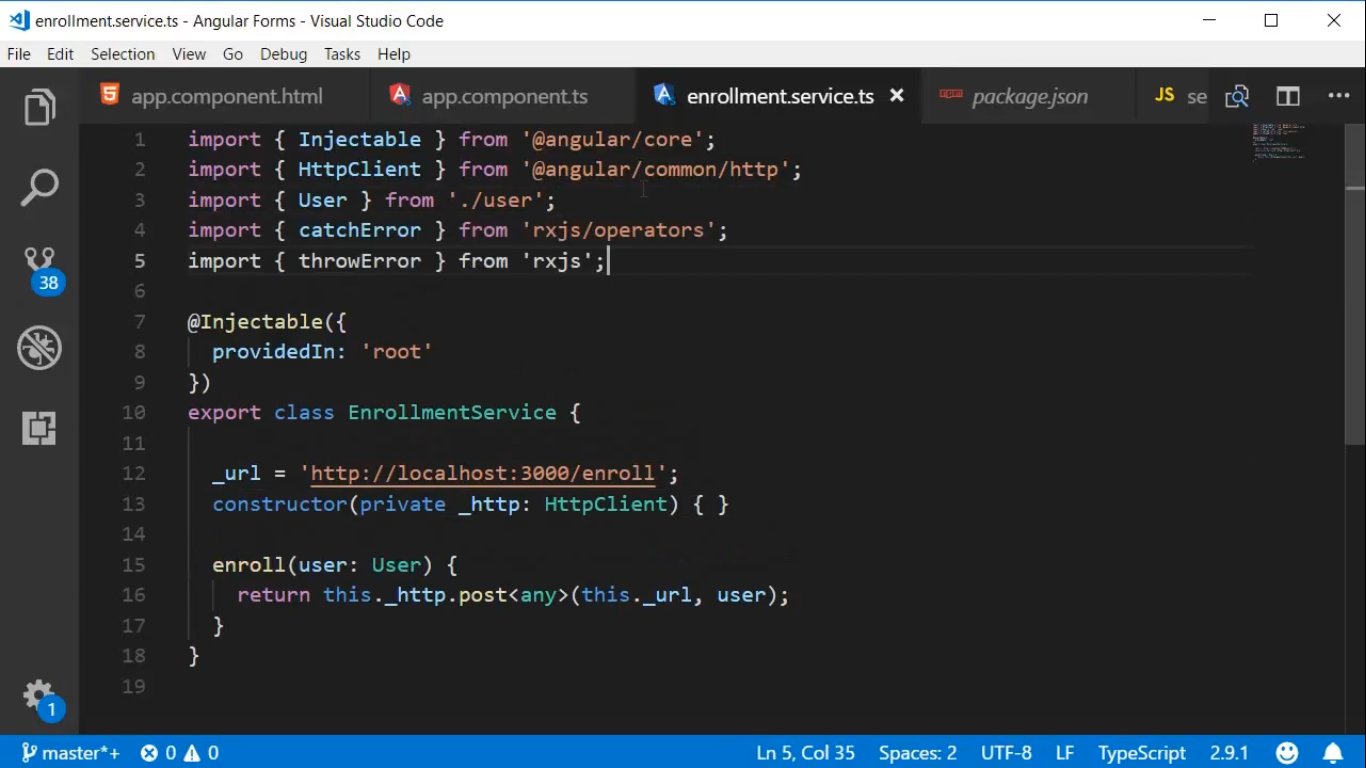 enrollment.service.ts - Angular Forms - Visual Studio Code
File Edit Selection View Go Debug Tasks Help
app.component.html app.component.ts enrollment.service.ts package.json JS se
1 import { Injectable } from '@angular/core';
2 import { HttpClient } from '@angular/common/http';
3 import { User } from './user';
4 import { catchError } from 'rxjs/operators';
5 import { throwError } from 'rxjs';
6
7 @Injectable({
8 providedIn: 'root'
9 })
10 export class EnrollmentService {
11
12 _url = 'http://localhost:3000/enroll';
13 constructor(private _http: HttpClient) { }
14
15 enroll(user: User) {
16 return this._http.post<any>(this._url, user);
17 }
18 }
19
38
1
master*+ 0 0 Ln 5, Col 35 Spaces: 2 UTF-8 LF TypeScript 2.9.1